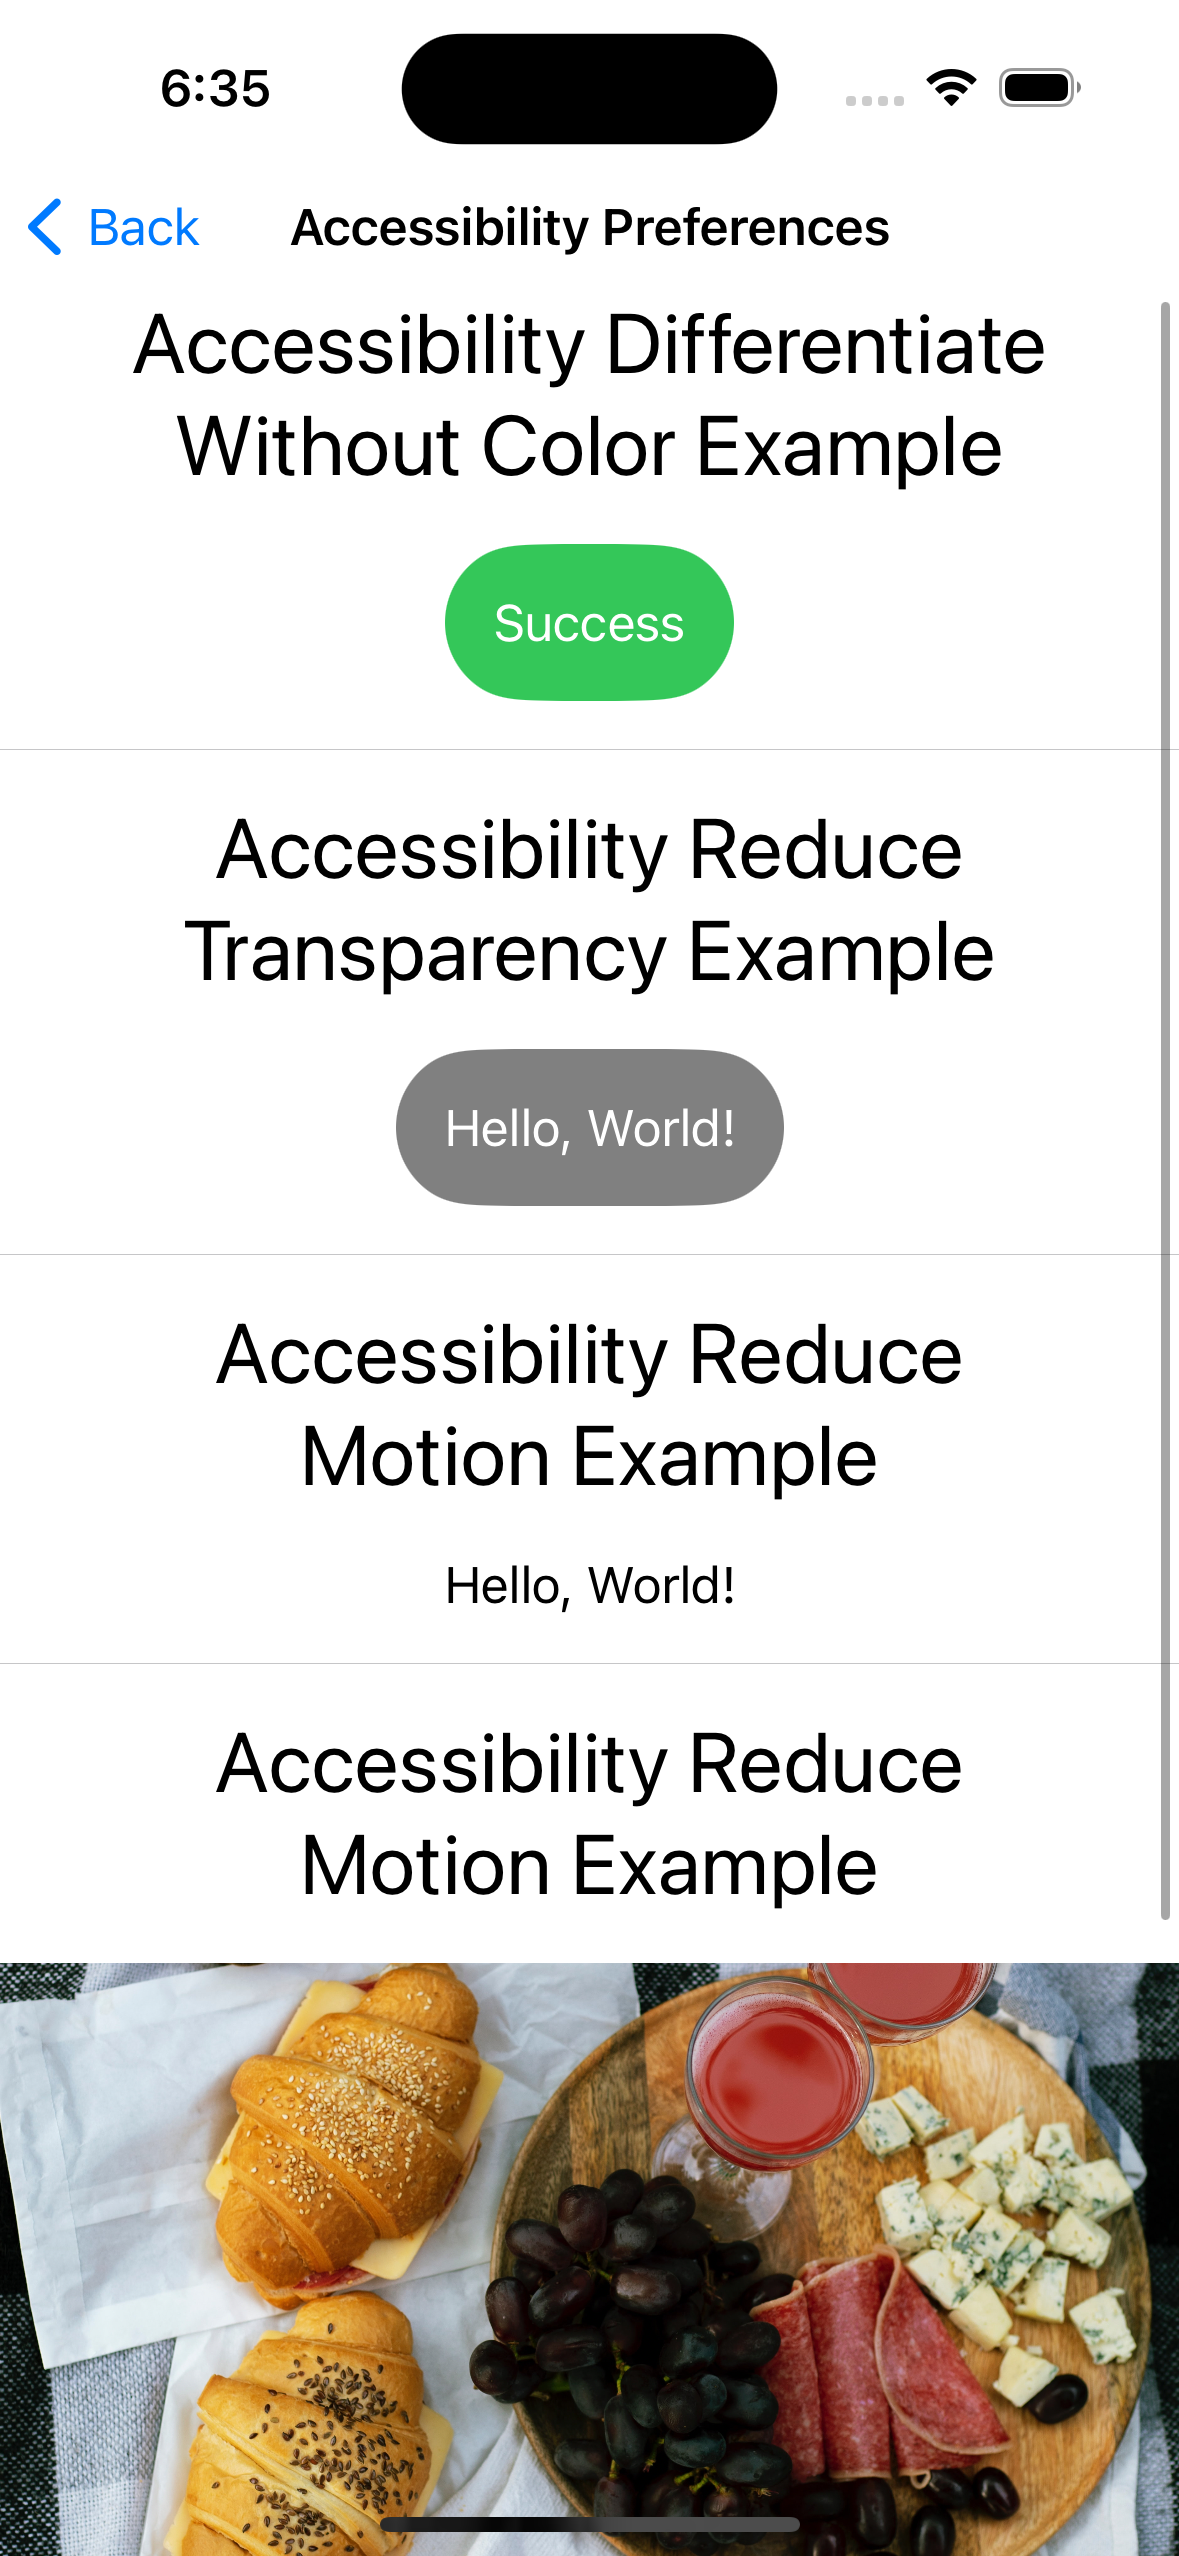 6:35
Back
Accessibility Preferences
Accessibility Differentiate
Without Color Example
Success
Accessibility Reduce
Transparency Example
Hello, World!
Accessibility Reduce
Motion Example
Hello, World!
Accessibility Reduce
Motion Example